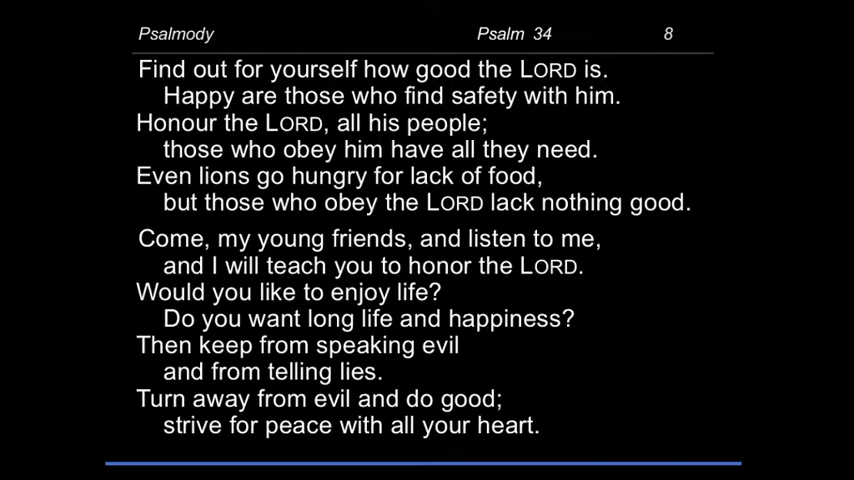 Psalmody Psalm 34 8
Find out for yourself how good the LORD is.
Happy are those who find safety with him.
Honour the LORD, all his people;
those who obey him have all they need.
Even lions go hungry for lack of food,
but those who obey the LORD lack nothing good.
Come, my young friends, and listen to me,
and I will teach you to honor the LORD.
Would you like to enjoy life?
Do you want long life and happiness?
Then keep from speaking evil
and from telling lies.
Turn away from evil and do good;
strive for peace with all your heart.